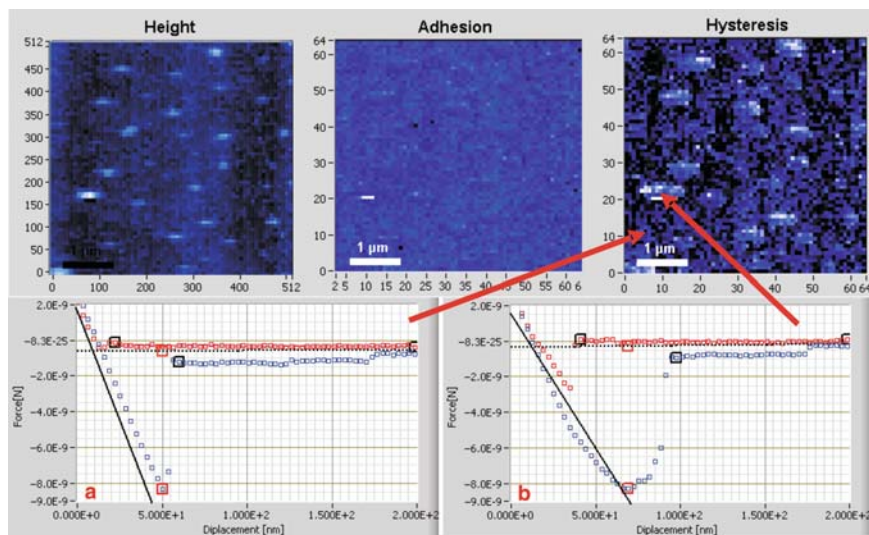 Height
Adhesion
Hysteresis
512
450
400
350
300
250
200
150
100
50
0
1 µm
0 100 200 300 400 512
64
60
50
40
30
20
10
2
1 µm
2 5 10 15 20 25 30 35 40 45 50 55 60 64
64
60
50
40
30
20
10
0
1 µm
0 10 20 30 40 50 64
2.0E-9
-8.3E-25
-2.0E-9
-4.0E-9
-6.0E-9
-8.0E-9
-9.0E-9
Force[N]
a
0.000E+0 5.000E+1 1.000E+2 1.500E+2 2.000E+2
Diplacement [nm]
2.0E-9
-8.3E-25
-2.0E-9
-4.0E-9
-6.0E-9
-8.0E-9
-9.0E-9
Force[N]
b
0.000E+0 5.000E+1 1.000E+2 1.500E+2 2.000E+2
Diplacement [nm]